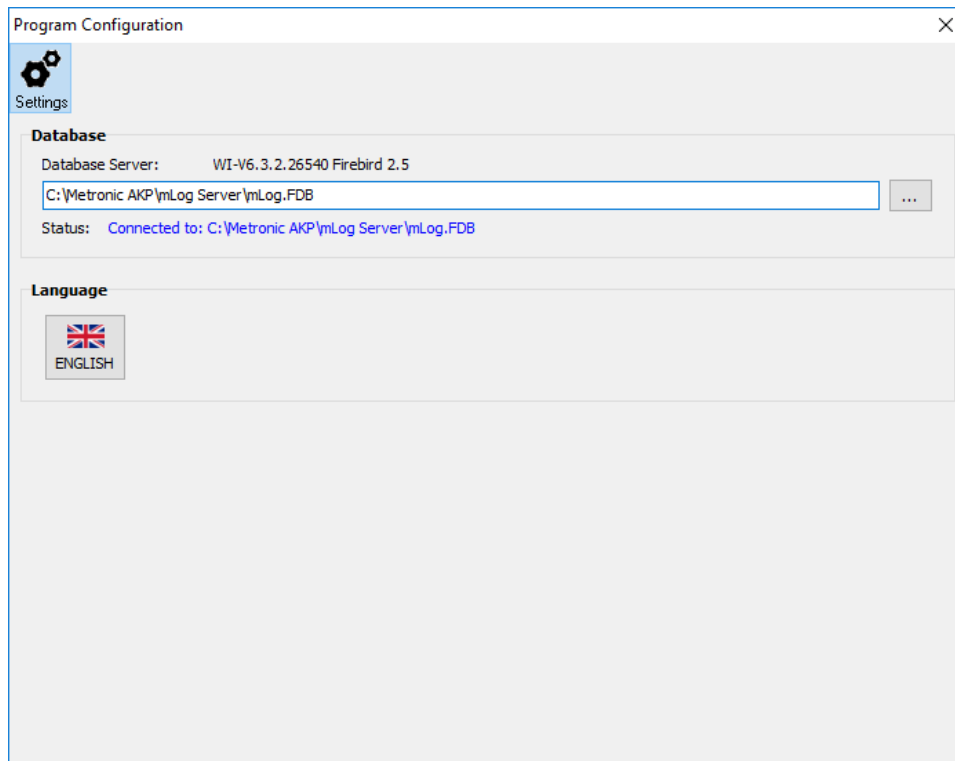 Program Configuration
Settings
Database
Database Server: WI-V6.3.2.26540 Firebird 2.5
C:\Metronic AKP\mLog Server\mLog.FDB
...
Status: Connected to: C:\Metronic AKP\mLog Server\mLog.FDB
Language
ENGLISH